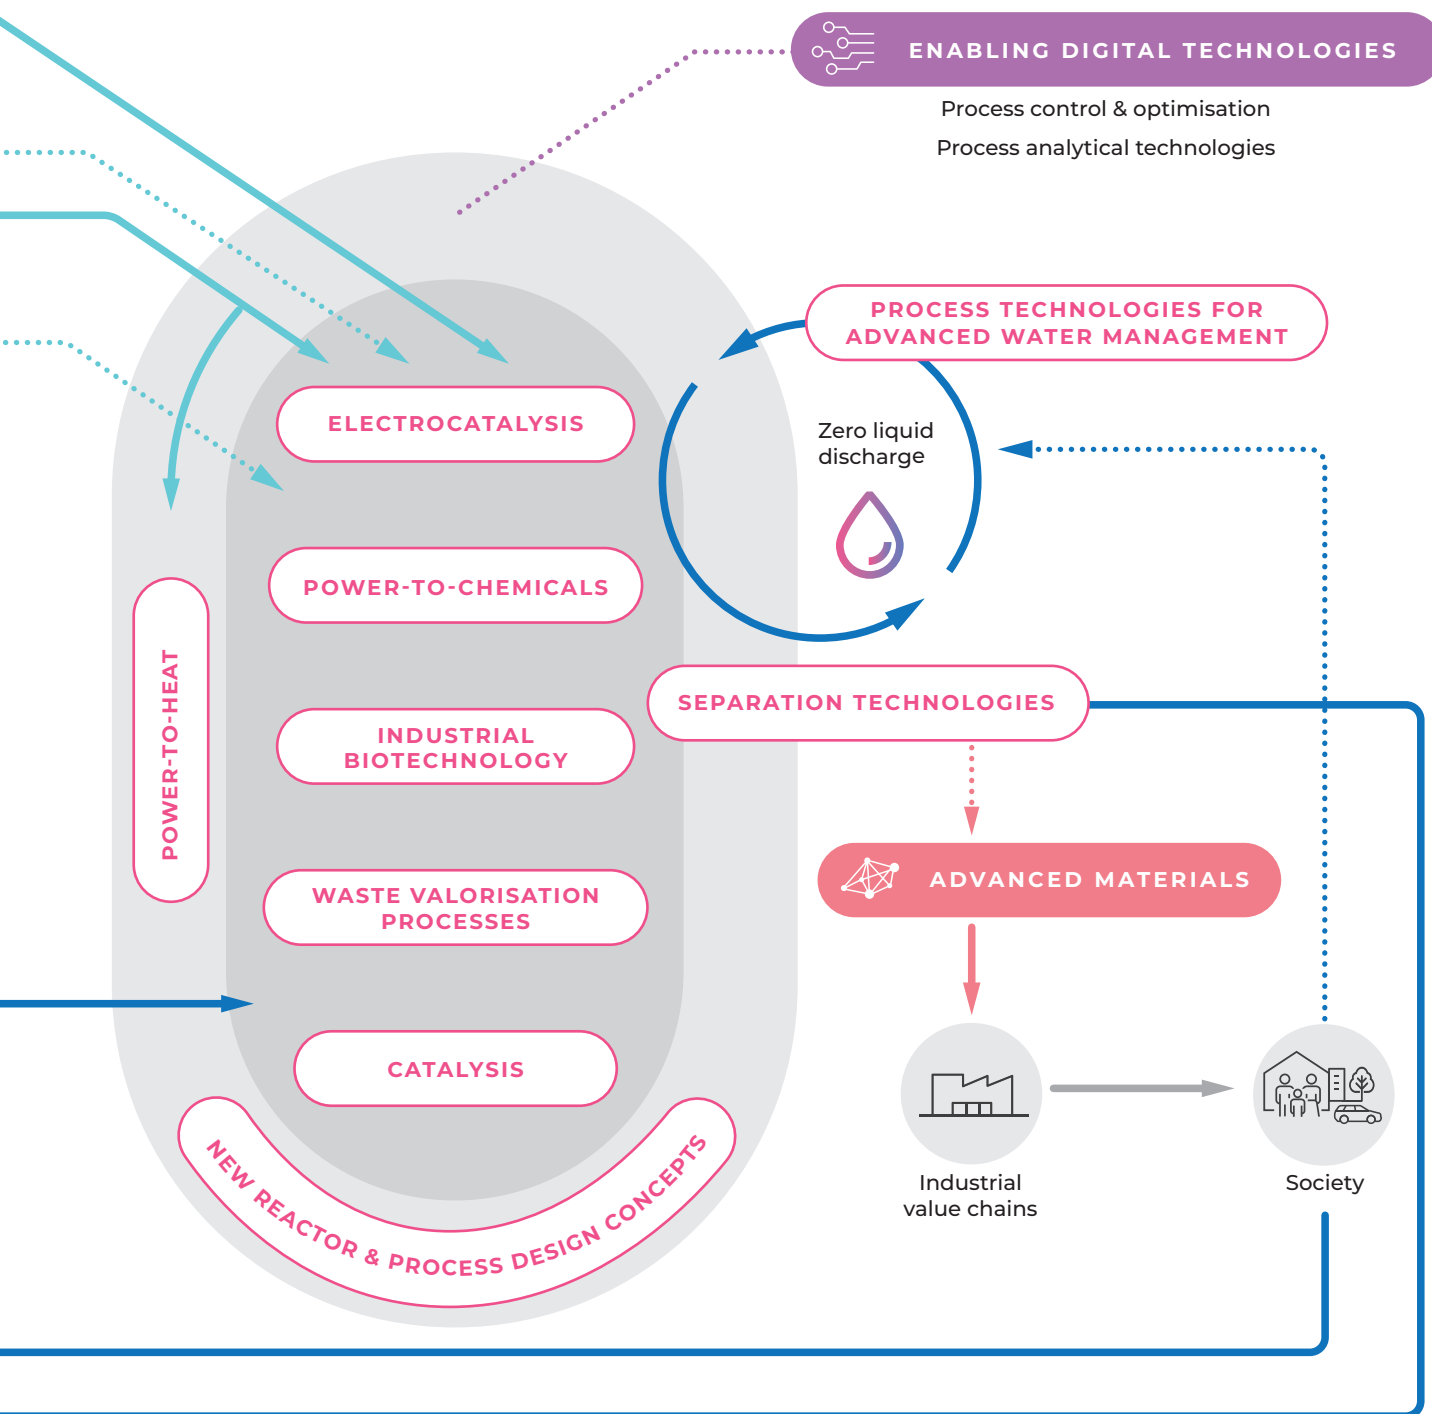 ENABLING DIGITAL TECHNOLOGIES
Process control & optimisation
Process analytical technologies
PROCESS TECHNOLOGIES FOR
ADVANCED WATER MANAGEMENT
ELECTROCATALYSIS
Zero liquid
discharge
POWER-TO-CHEMICALS
POWER-TO-HEAT
SEPARATION TECHNOLOGIES
INDUSTRIAL
BIOTECHNOLOGY
ADVANCED MATERIALS
WASTE VALORISATION
PROCESSES
CATALYSIS
NEW REACTOR & PROCESS DESIGN CONCEPTS
Industrial
value chains
Society